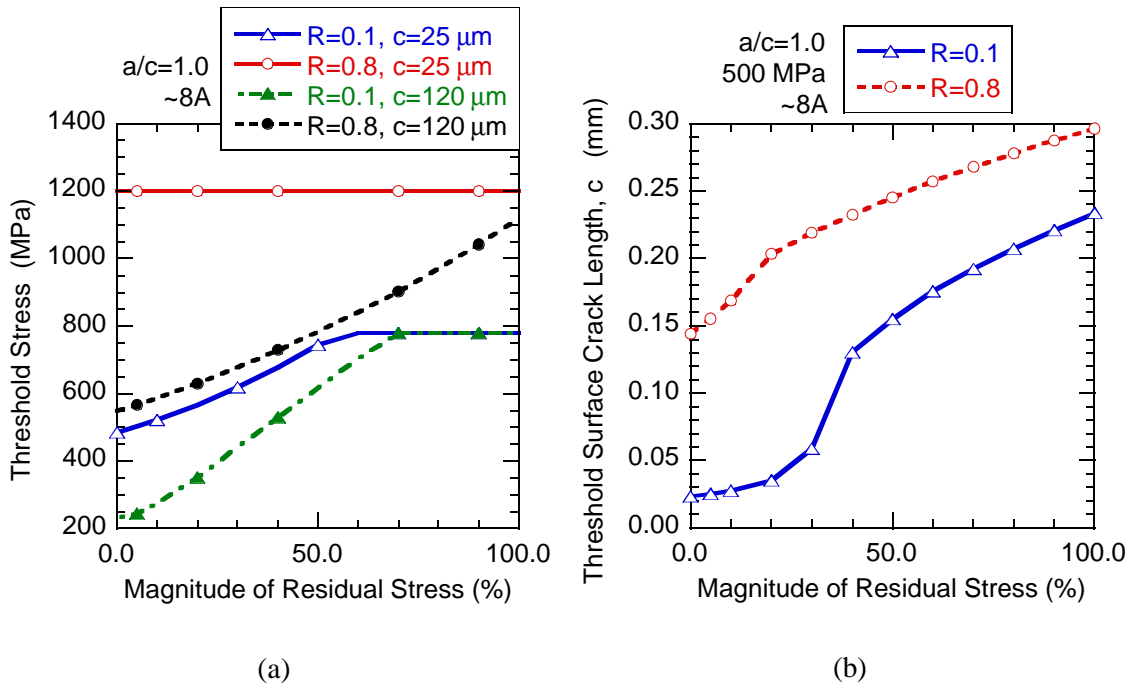 a/c=1.0
~8A
R=0.1, c=25 μm
R=0.8, c=25 μm
R=0.1, c=120 μm
R=0.8, c=120 μm
Threshold Stress (MPa)
1400
1200
1000
800
600
400
200
0.0
50.0
100.0
Magnitude of Residual Stress (%)
(a)
a/c=1.0
500 MPa
~8A
R=0.1
R=0.8
Threshold Surface Crack Length, c (mm)
0.30
0.25
0.20
0.15
0.10
0.05
0.00
0.0
50.0
100.0
Magnitude of Residual Stress (%)
(b)